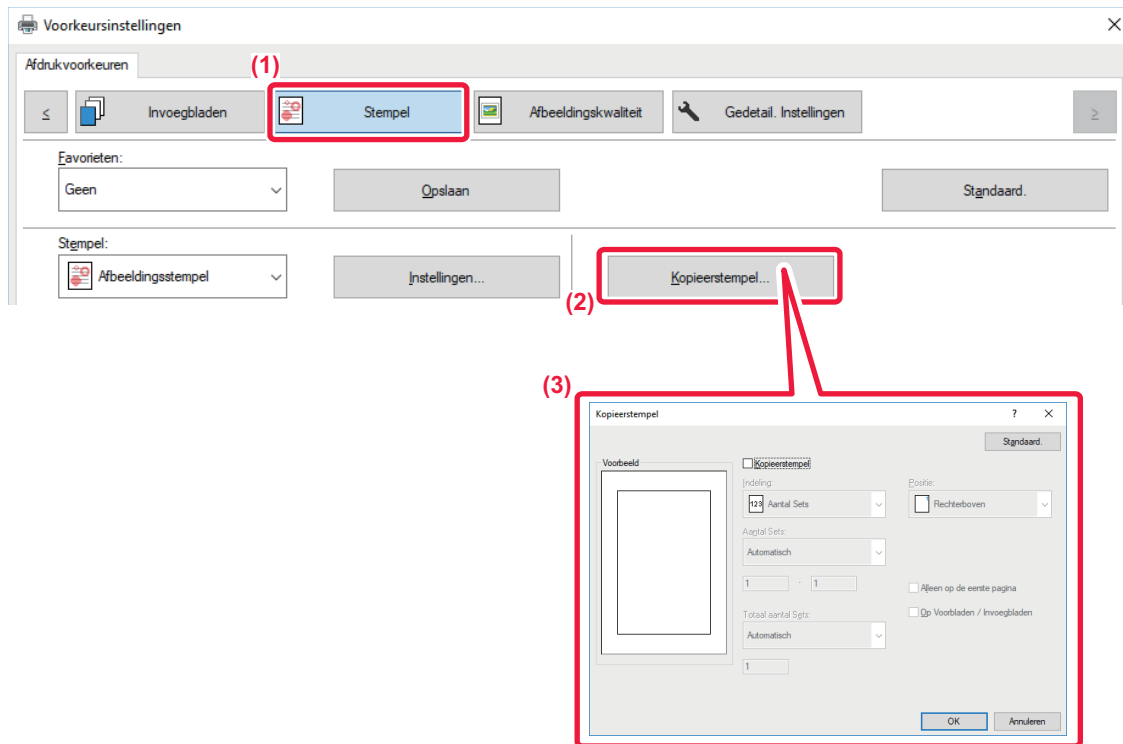 Voorkeursinstellingen
Afdrukvoorkeuren
(1)
≤ Invoegbladen Stempel Afbeeldingskwaliteit Gedetail. Instellingen ≥
Favorieten:
Geen Opslaan Standaard.
Stempel:
Afbeeldingsstempel Instellingen... Kopieerstempel...
(2)
(3)
Kopieerstempel ?
Standaard.
Voorbeeld Kopieerstempel
Indeling: Positie:
123 Aantal Sets 1 Rechterboven
Aantal Sets:
Automatisch
1 - 1 Alleen op de eerste pagina
Totaal aantal Sets: Op Voorbladen / Invoegbladen
Automatisch
1
OK Annuleren